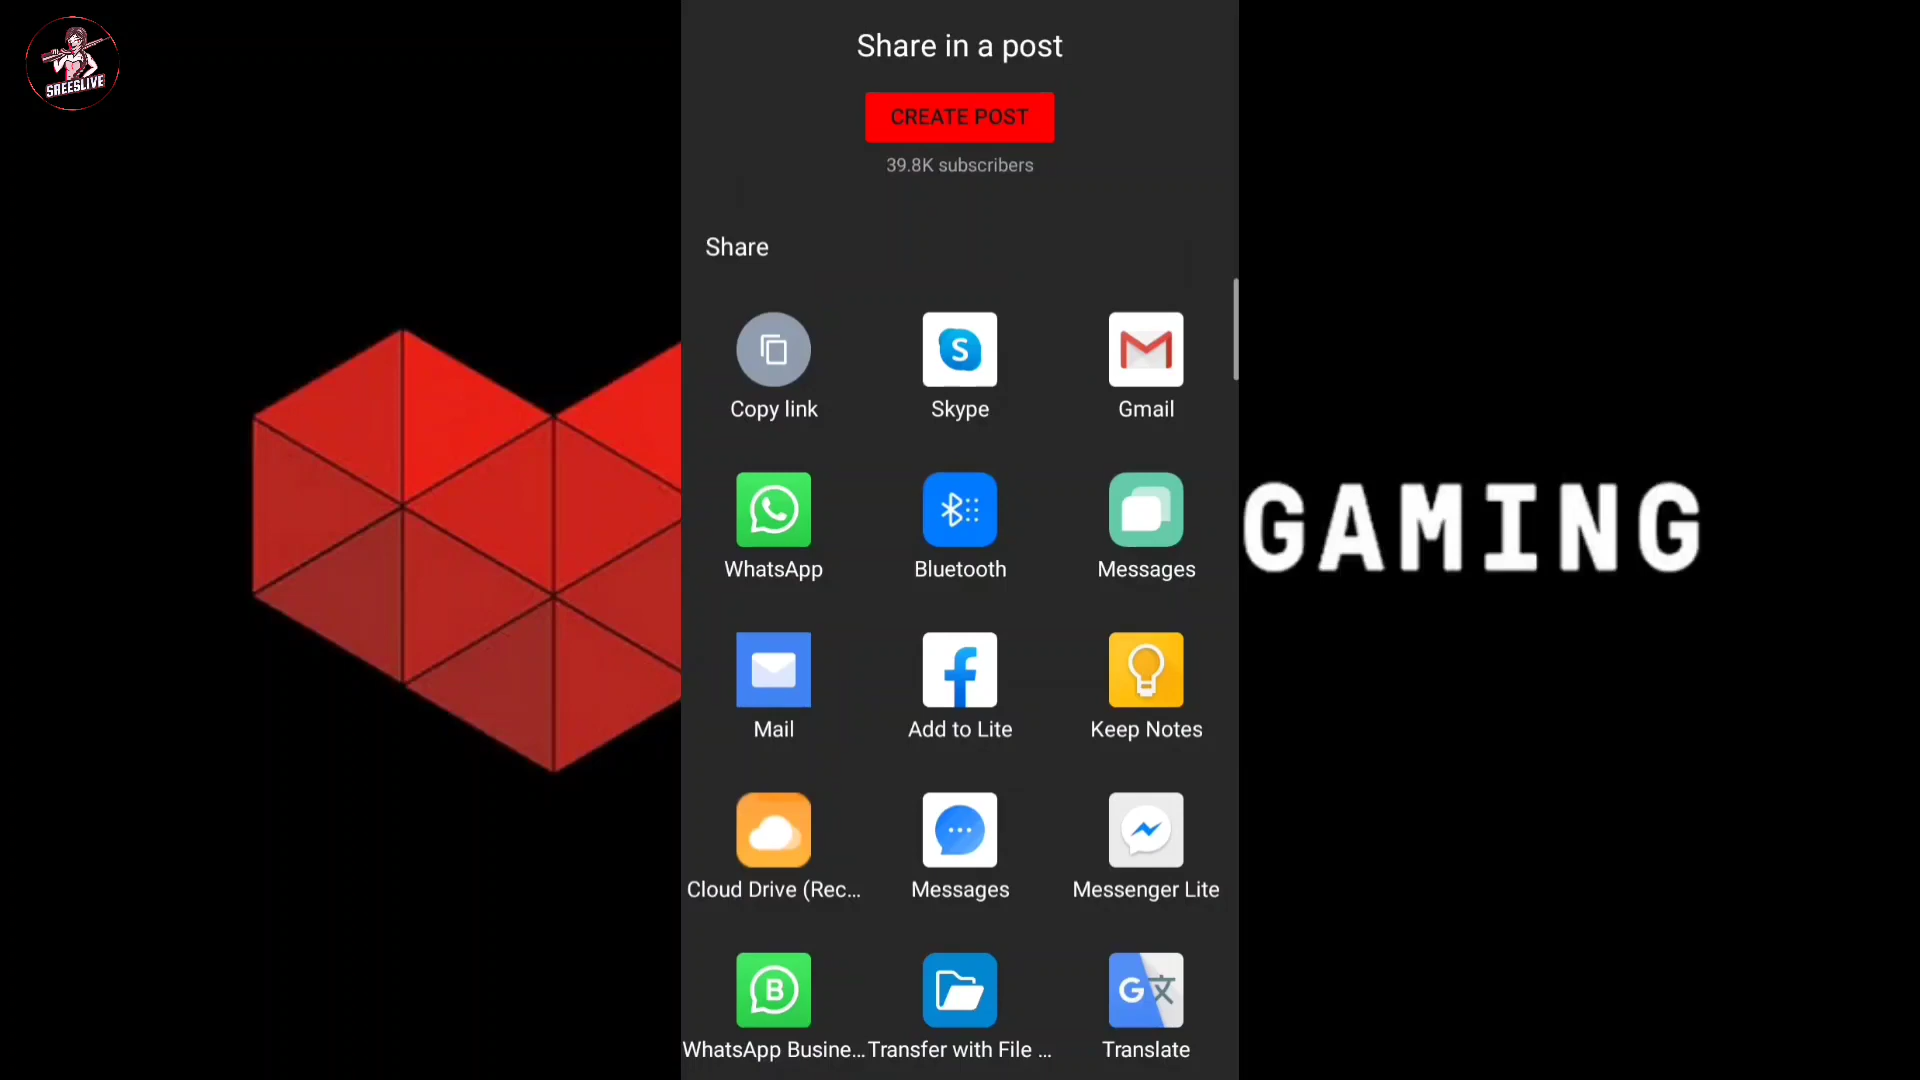 SREESLIVE
Share in a post
CREATE POST
39.8K subscribers
Share
Copy link
Skype
Gmail
WhatsApp
Bluetooth
Messages
Mail
Add to Lite
Keep Notes
Cloud Drive (Rec...
Messages
Messenger Lite
WhatsApp Busine...
Transfer with File ...
Translate
GAMING